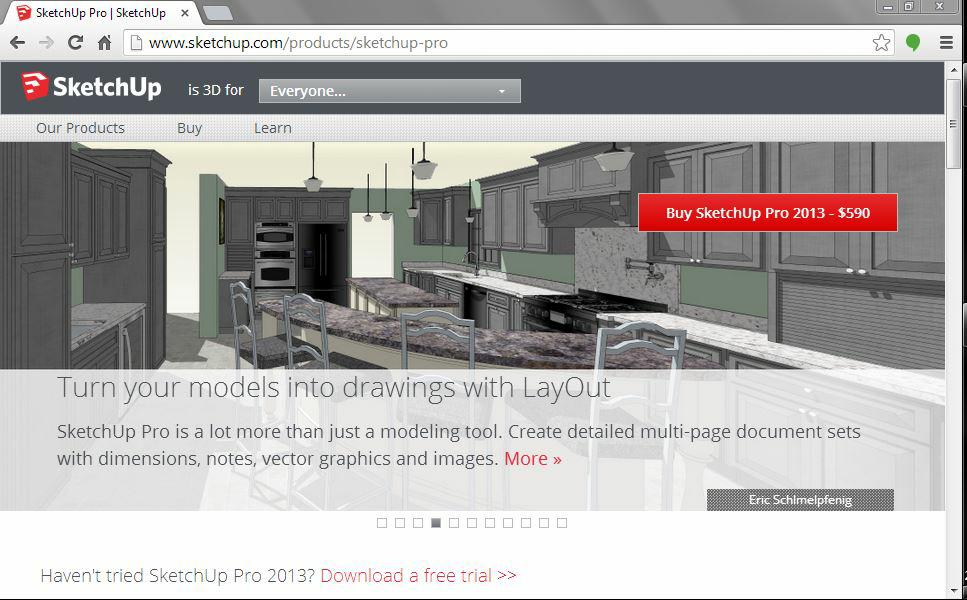 SketchUp Pro | SketchUp
www.sketchup.com/products/sketchup-pro
SketchUp is 3D for Everyone...
Our Products Buy Learn
Buy SketchUp Pro 2013 - $590
Turn your models into drawings with LayOut
SketchUp Pro is a lot more than just a modeling tool. Create detailed multi-page document sets
with dimensions, notes, vector graphics and images. More »
Eric Schlmelpfenig
Haven't tried SketchUp Pro 2013? Download a free trial >>